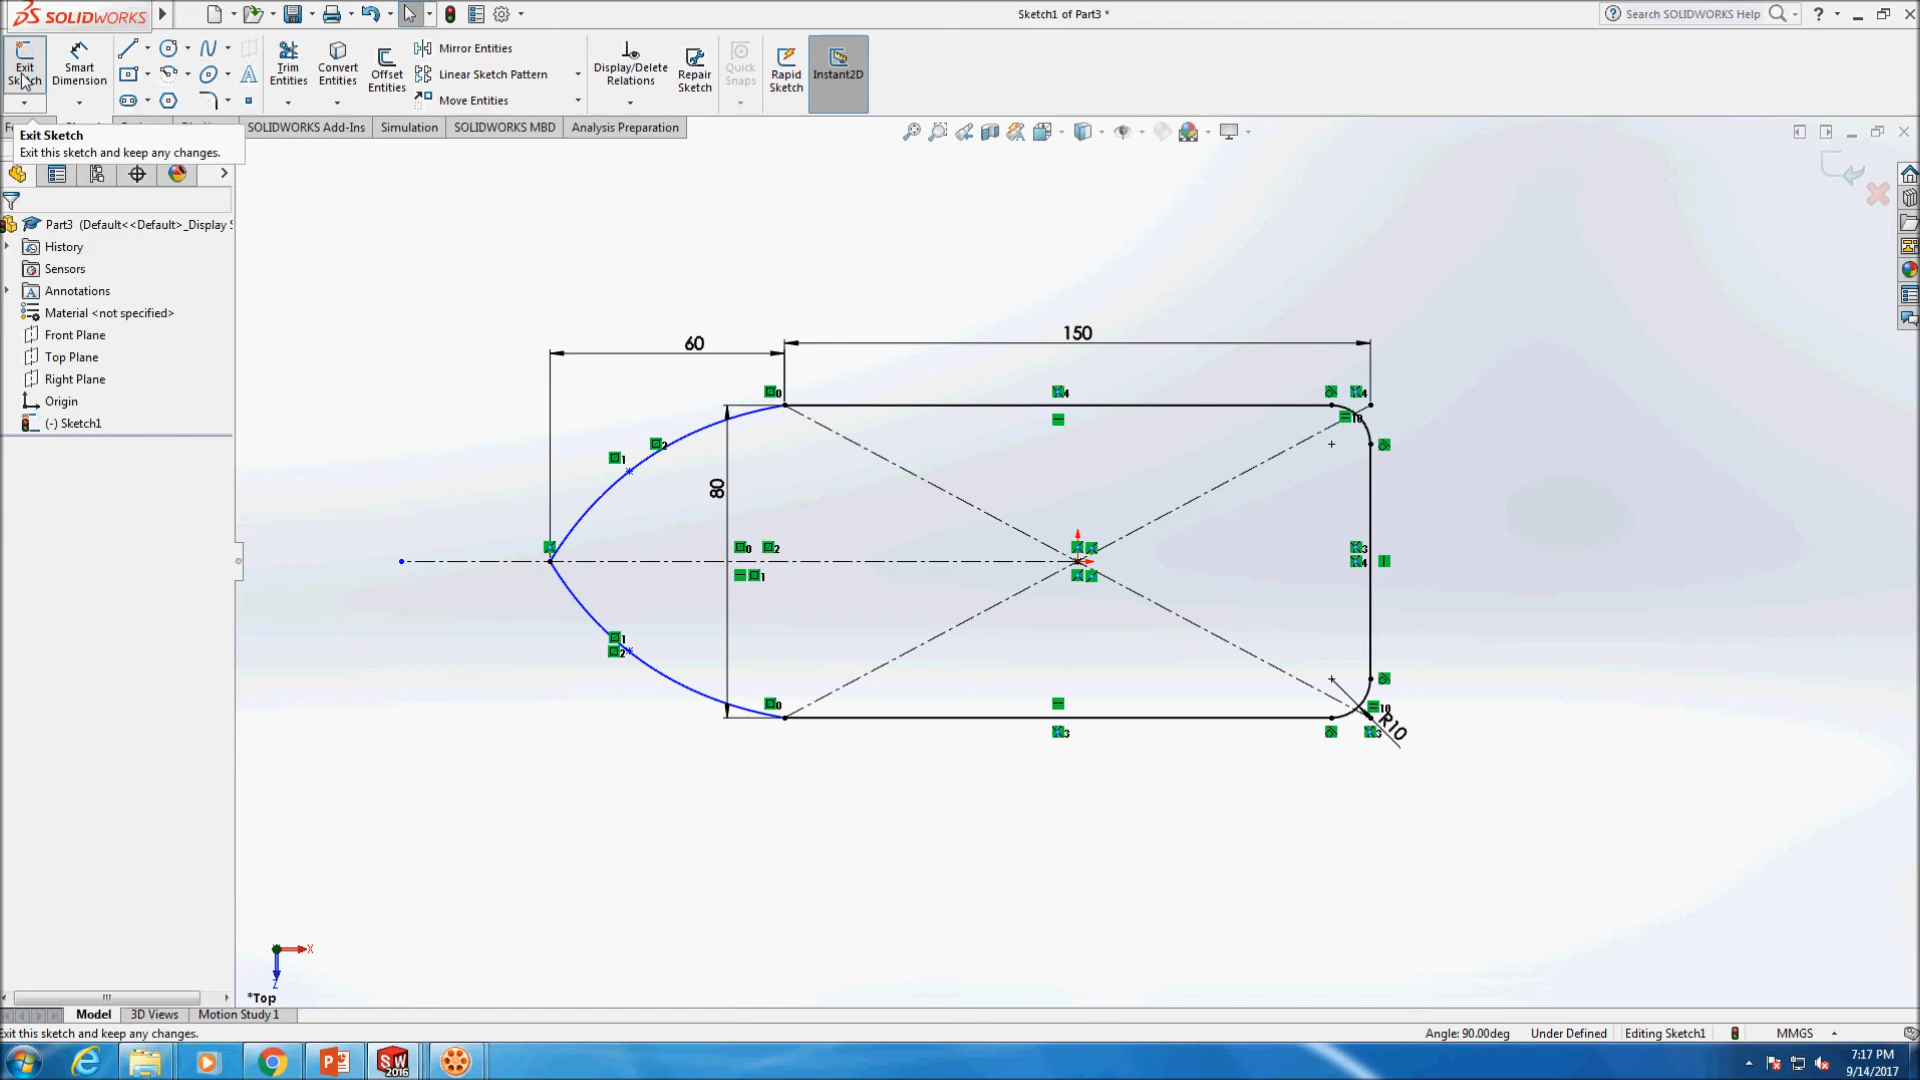 SOLIDWORKS
Sketch1 of Part3 *
Search SOLIDWORKS Help
Exit
Sketch
Smart
Dimension
Trim
Entities
Convert
Entities
Offset
Entities
Mirror Entities
Linear Sketch Pattern
Move Entities
Display/Delete
Relations
Repair
Sketch
Quick
Snaps
Rapid
Sketch
Instant2D
SOLIDWORKS Add-Ins
Simulation
SOLIDWORKS MBD
Analysis Preparation
Exit Sketch
Exit this sketch and keep any changes.
Part3 (Default<<Default>_Display
History
Sensors
Annotations
Material <not specified>
Front Plane
Top Plane
Right Plane
Origin
(-) Sketch1
60
150
80
R10
X
Z
*Top
Model
3D Views
Motion Study 1
Exit this sketch and keep any changes.
Angle: 90.00deg
Under Defined
Editing Sketch1
MMGS
SW
2016
7:17 PM
9/14/2017